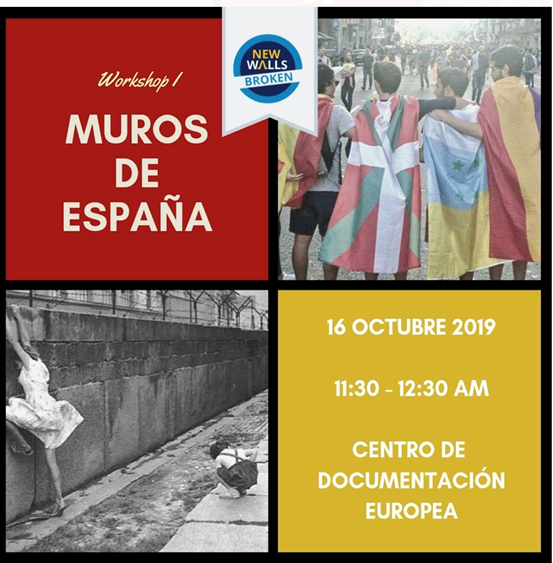 NEW
WALLS
BROKEN
Workshop I
MUROS
DE
ESPAÑA
16 OCTUBRE 2019
11:30 - 12:30 AM
CENTRO DE
DOCUMENTACIÓN
EUROPEA